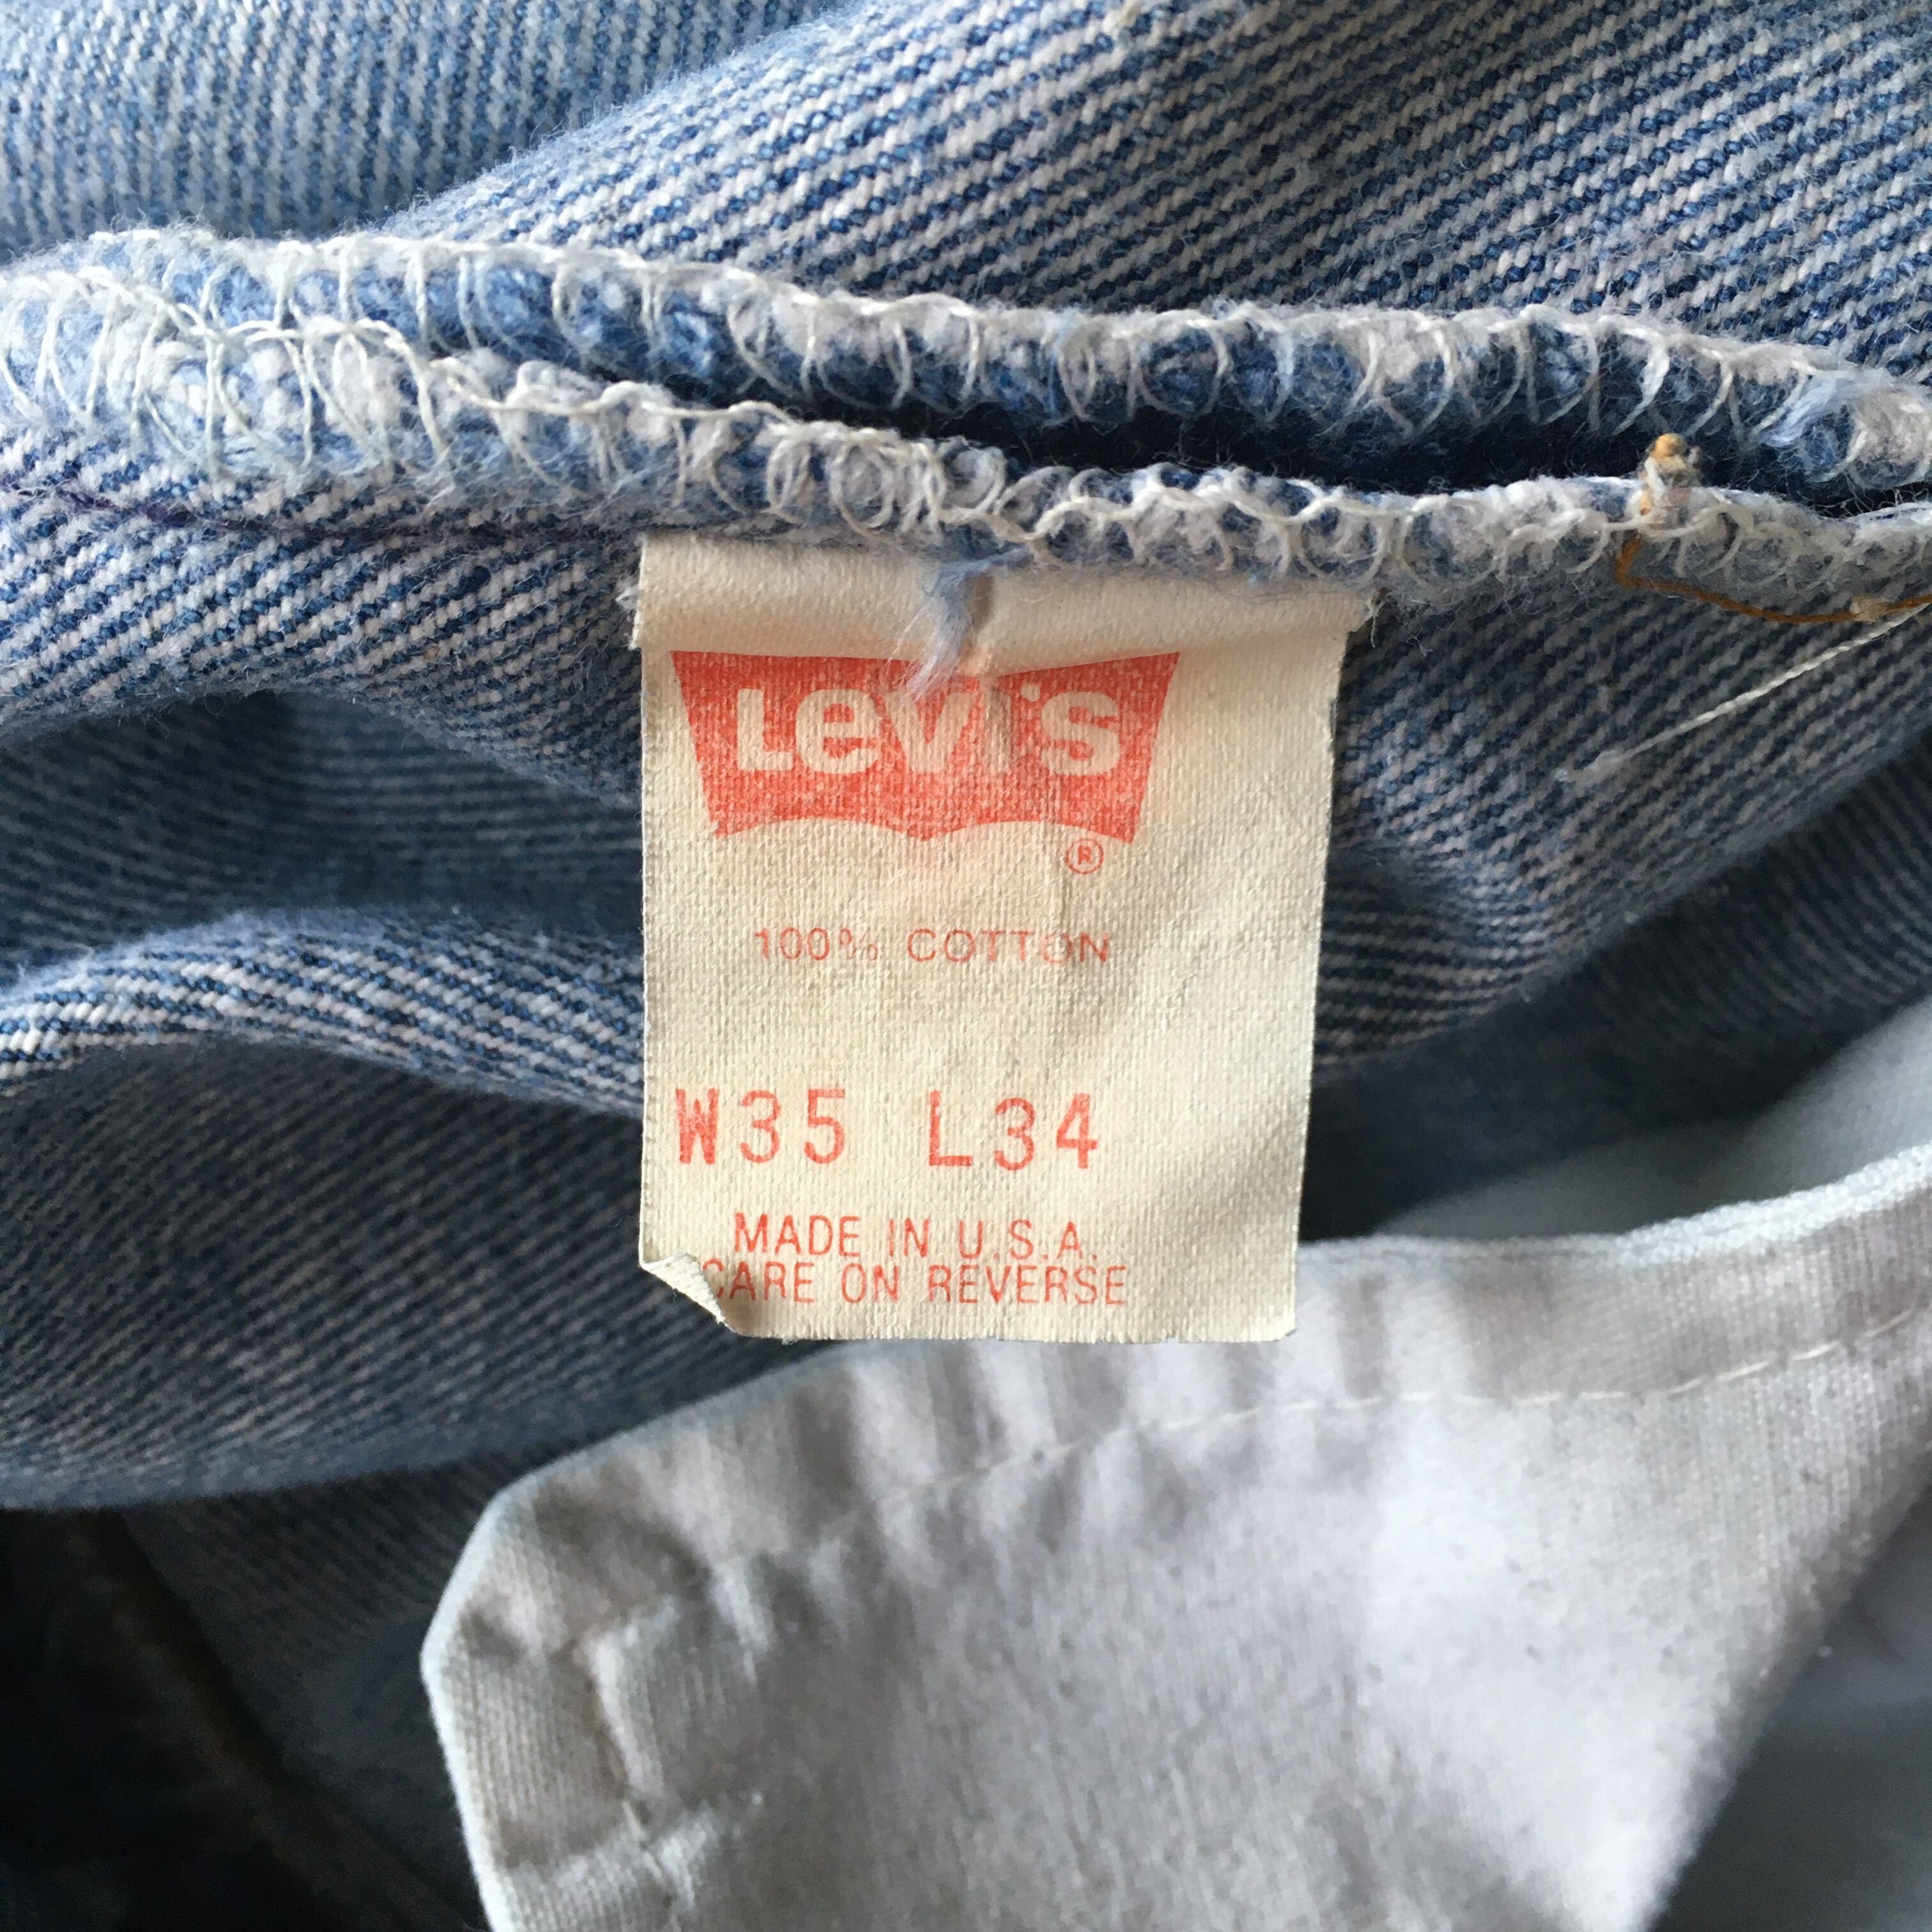 Levi's
®
100% COTTON
W35 L34
MADE IN U.S.A.
CARE ON REVERSE